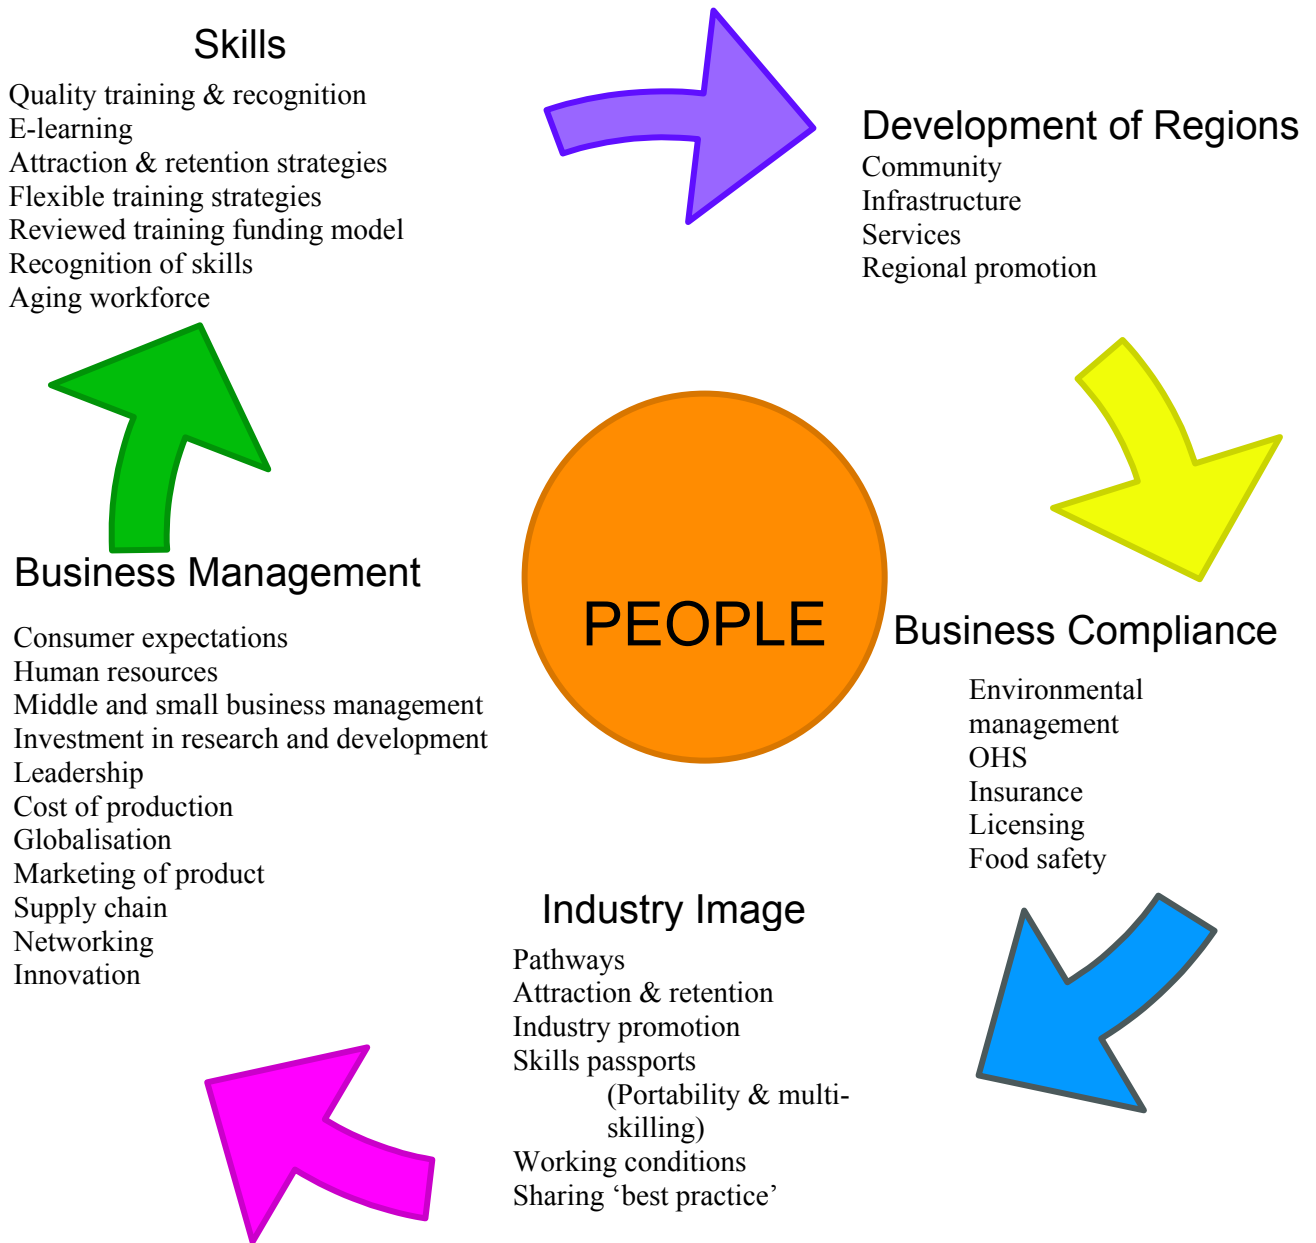 Skills
Quality training & recognition
E-learning
Attraction & retention strategies
Flexible training strategies
Reviewed training funding model
Recognition of skills
Aging workforce
Development of Regions
Community
Infrastructure
Services
Regional promotion
PEOPLE
Business Management
Consumer expectations
Human resources
Middle and small business management
Investment in research and development
Leadership
Cost of production
Globalisation
Marketing of product
Supply chain
Networking
Innovation
Business Compliance
Environmental
management
OHS
Insurance
Licensing
Food safety
Industry Image
Pathways
Attraction & retention
Industry promotion
Skills passports
(Portability & multi-
skilling)
Working conditions
Sharing ‘best practice’